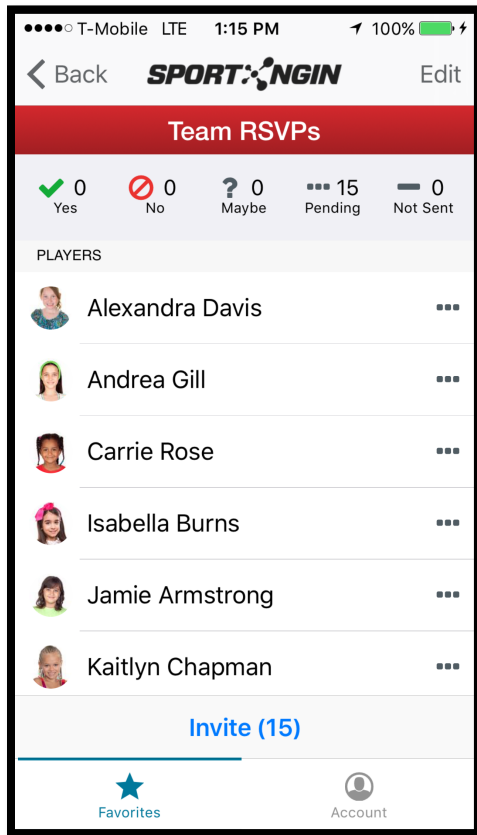 T-Mobile LTE 1:15 PM 100%
Back SPORT NGIN Edit
Team RSVPs
0 0 ? 0 15 0
Yes No Maybe Pending Not Sent
PLAYERS
Alexandra Davis
Andrea Gill
Carrie Rose
Isabella Burns
Jamie Armstrong
Kaitlyn Chapman
Invite (15)
Favorites Account